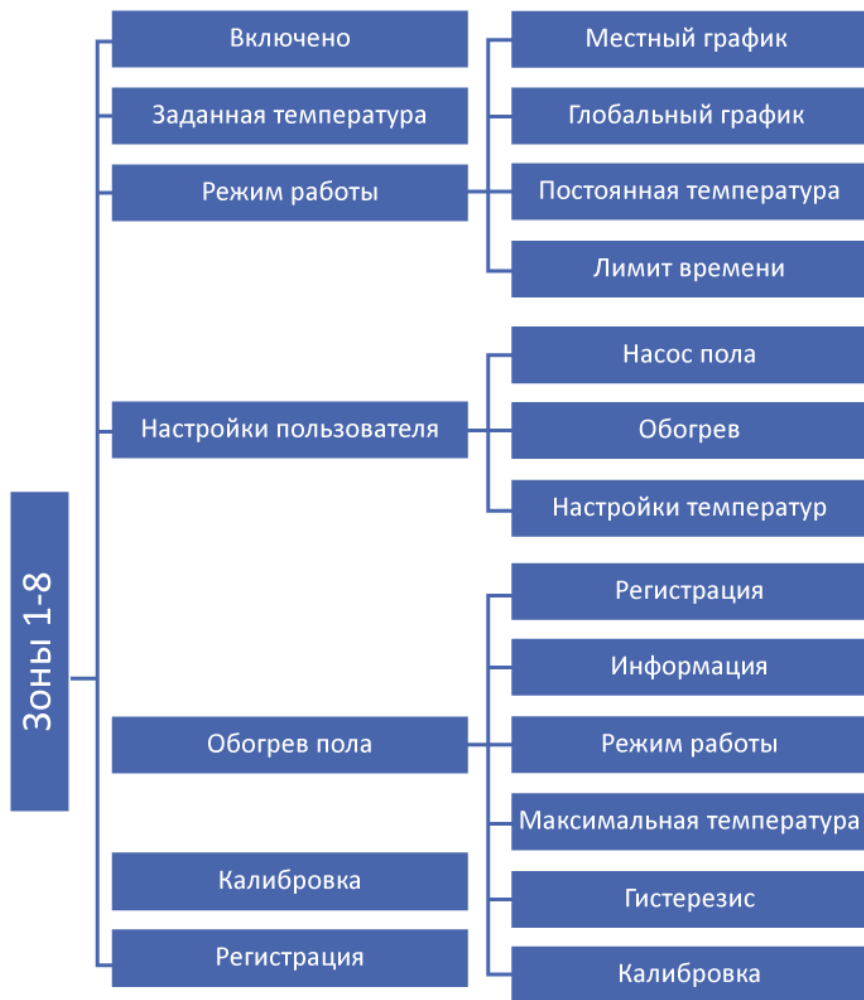 Зоны 1-8
Включено
Заданная температура
Режим работы
Местный график
Глобальный график
Постоянная температура
Лимит времени
Настройки пользователя
Насос пола
Обогрев
Настройки температур
Обогрев пола
Регистрация
Информация
Режим работы
Максимальная температура
Гистерезис
Калибровка
Калибровка
Регистрация